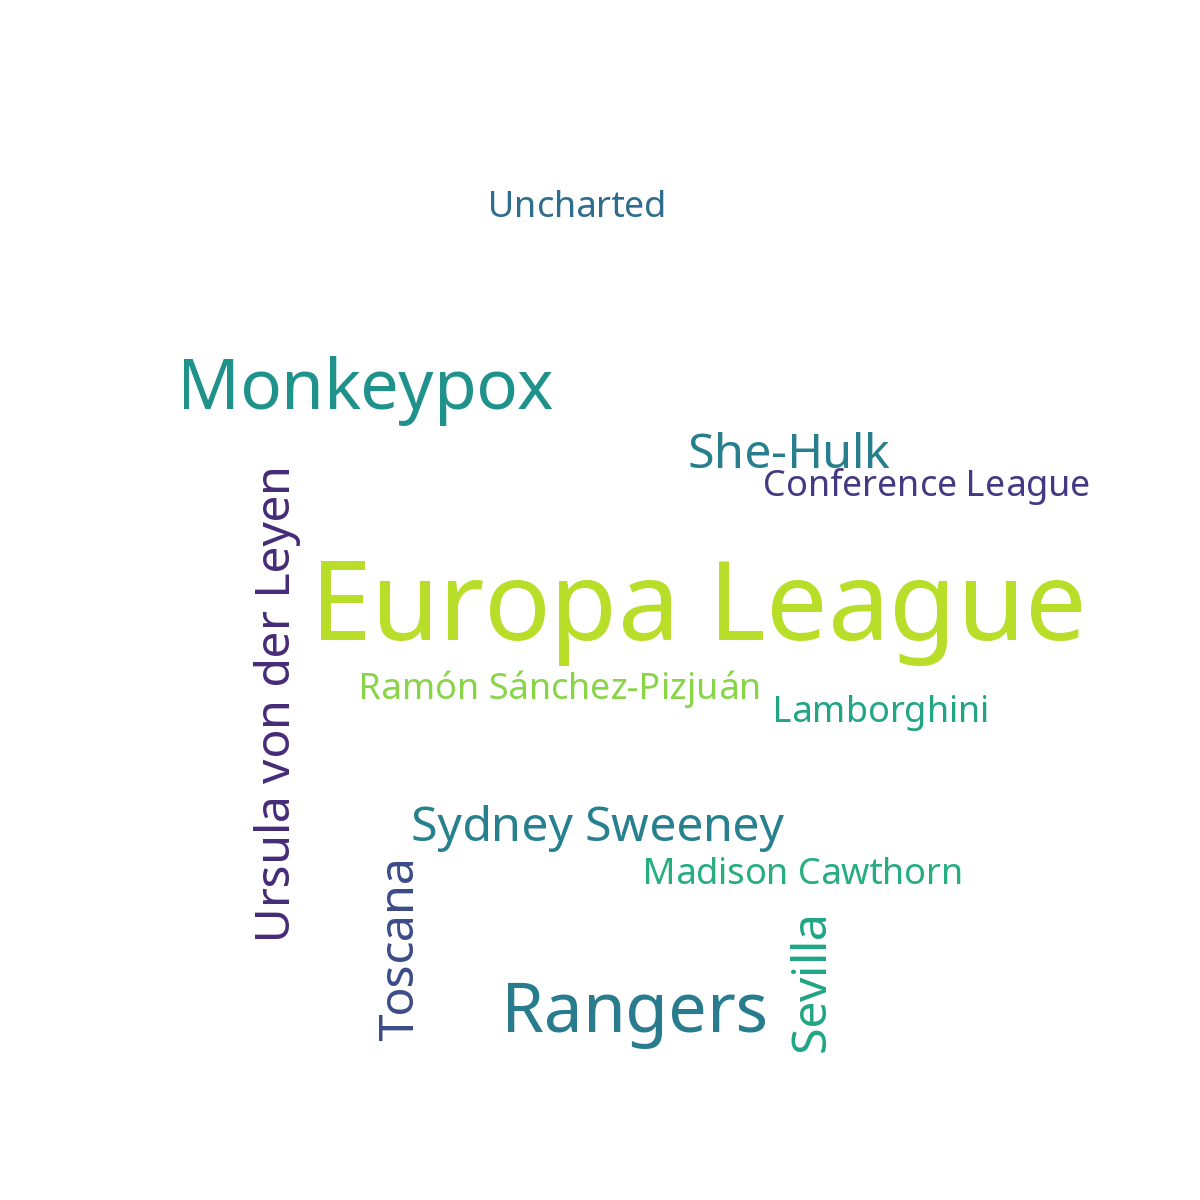 Uncharted
Monkeypox
She-Hulk
Conference League
Ursula von der Leyen
Europa League
Ramón Sánchez-Pizjuán
Lamborghini
Sydney Sweeney
Madison Cawthorn
Toscana
Sevilla
Rangers